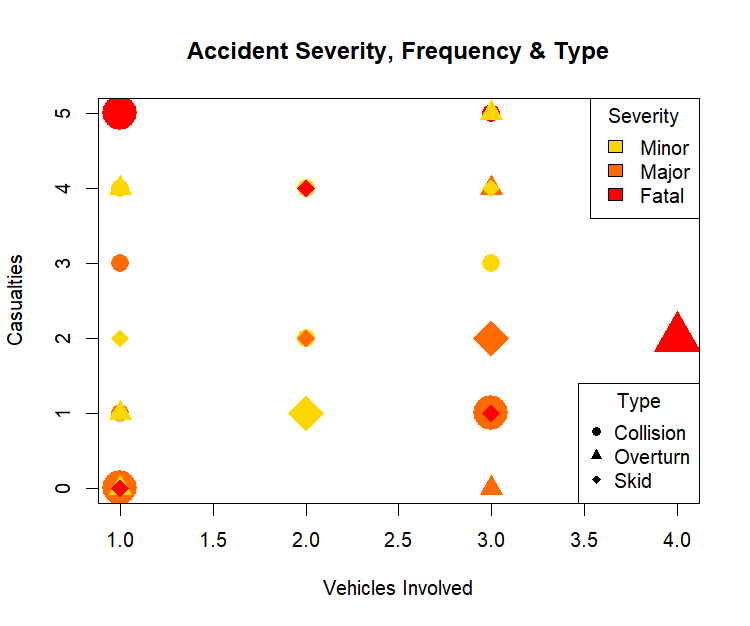 Accident Severity, Frequency & Type
Casualties
5
4
3
2
1
0
1.0
1.5
2.0
2.5
3.0
3.5
4.0
Vehicles Involved
Severity
Minor
Major
Fatal
Type
Collision
Overturn
Skid